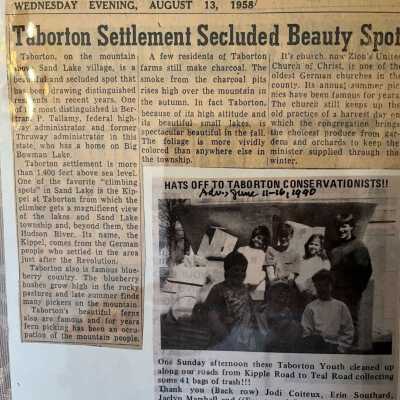 WEDNESDAY EVENING, AUGUST 13, 1958
Taborton Settlement Secluded Beauty Spot
Taborton, on the mountain
above Sand Lake village, is a
beautiful and secluded spot that
has been drawing distinguished
residents in recent years. One
of the most distinguished is Ber-
tram F. Tallamy, federal high-
way administrator and former
Thruway administrator in this
state, who has a home on Big
Bowman Lake.
Taborton settlement is more
than 1,400 feet above sea level.
One of the favorite "climbing
spots" in Sand Lake is the Kip-
pel at Taborton from which the
climber gets a magnificent view
of the lakes and Sand Lake
township and, beyond them, the
Hudson River. Its name, the
Kippel, comes from the German
people who settled in the area
just after the Revolution.
Taborton also is famous blue-
berry country. The blueberry
bushes grow high in the rocky
pastures and late summer finds
many pickers on the mountain.
Taborton's beautiful ferns
also are famous and for years
fern picking has been an occu-
pation of the mountain people.
A few residents of Taborton
farms still make charcoal. The
smoke from the charcoal pits
rises high over the mountain in
the autumn. In fact Taborton,
because of its high altitude and
its beautiful small lakes, is
spectacular beautiful in the fall.
The foliage is more vividly
colored than anywhere else in
the township.
It's church, now Zion's United
Church of Christ, is one of the
oldest German churches in the
county. Its annual summer pic-
nics have been famous for years.
The church still keeps up the
old practice of a harvest day on
which the congregation brings
the choicest produce from gar-
dens and orchards to keep the
minister supplied through the
winter.
HATS OFF TO TABORTON CONSERVATIONISTS!!
Adv. June 11-16, 1990
One Sunday afternoon these Taborton Youth cleaned up
along our roads from Kipple Road to Teal Road collecting
some 41 bags of trash!!!
Thank you (Back row) Jodi Coiteux, Erin Southard,
Jaclyn Marshall and